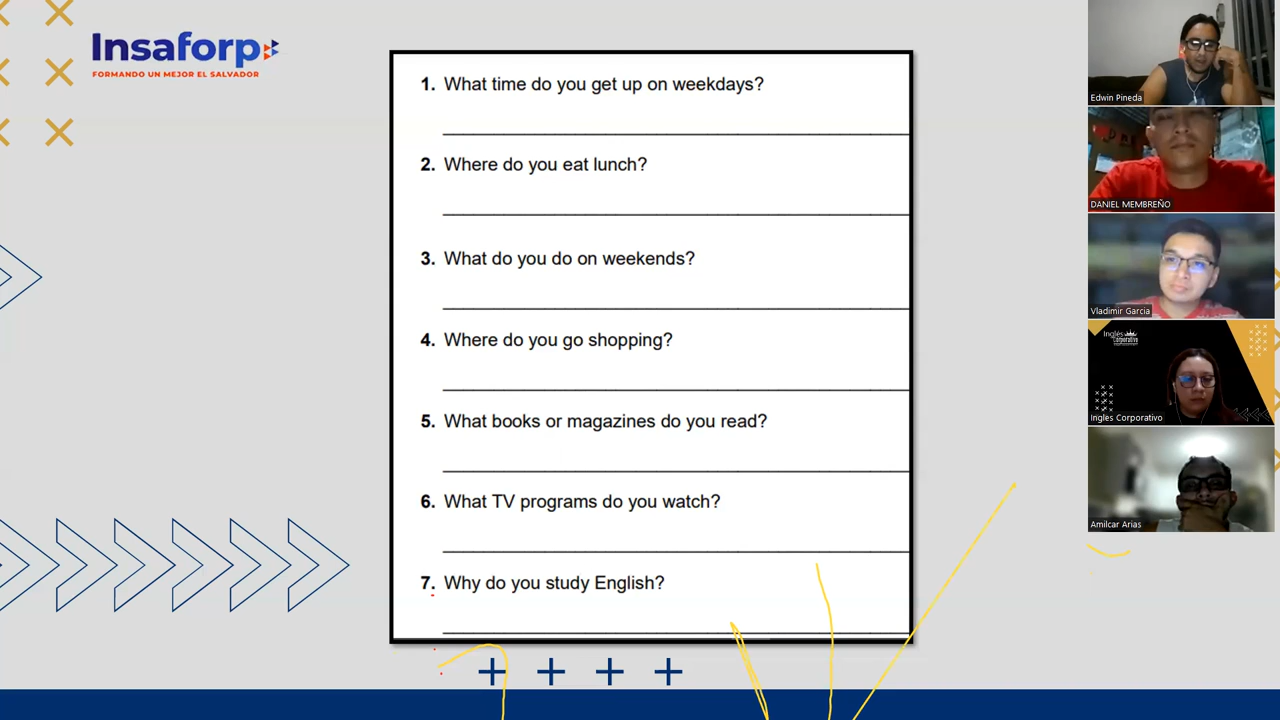 Insaforp
FORMANDO UN MEJOR EL SALVADOR
1. What time do you get up on weekdays?
2. Where do you eat lunch?
3. What do you do on weekends?
4. Where do you go shopping?
5. What books or magazines do you read?
6. What TV programs do you watch?
7. Why do you study English?
Edwin Pineda
DANIEL MEMBREÑO
Vladimir Garcia
Inglés
Corporativo
Ingles Corporativo
Amilcar Arias